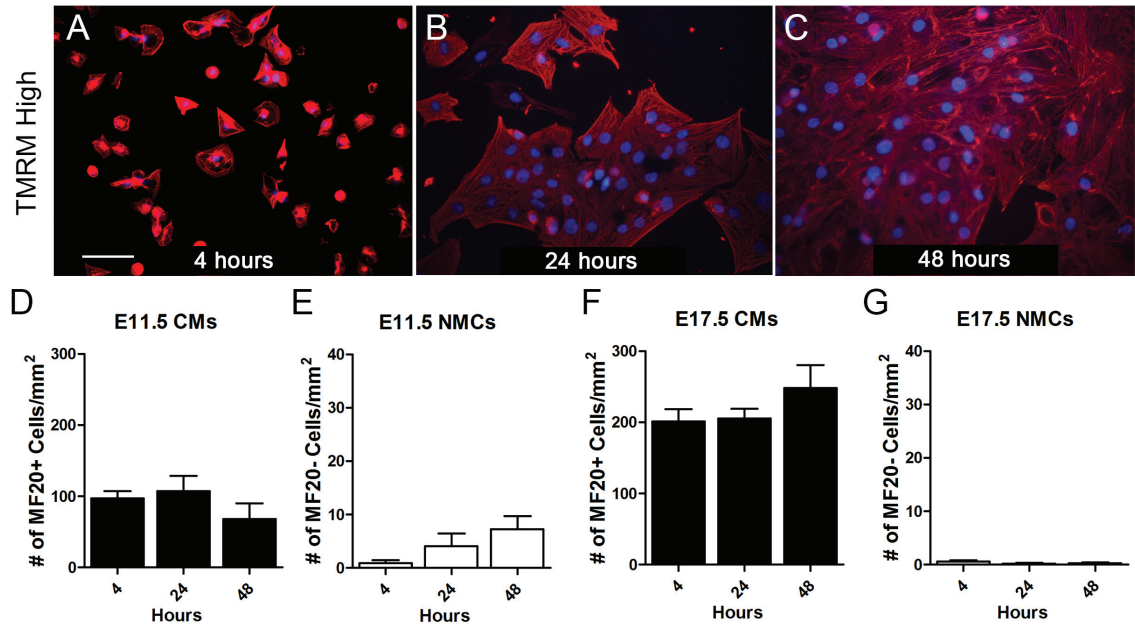 TMRM High
A
4 hours
B
24 hours
C
48 hours
D
E11.5 CMs
# of MF20+ Cells/mm²
300
200
100
0
4
24
48
Hours
E
E11.5 NMCs
# of MF20- Cells/mm²
40
30
20
10
0
4
24
48
Hours
F
E17.5 CMs
# of MF20+ Cells/mm²
300
200
100
0
4
24
48
Hours
G
E17.5 NMCs
# of MF20- Cells/mm²
40
30
20
10
0
4
24
48
Hours